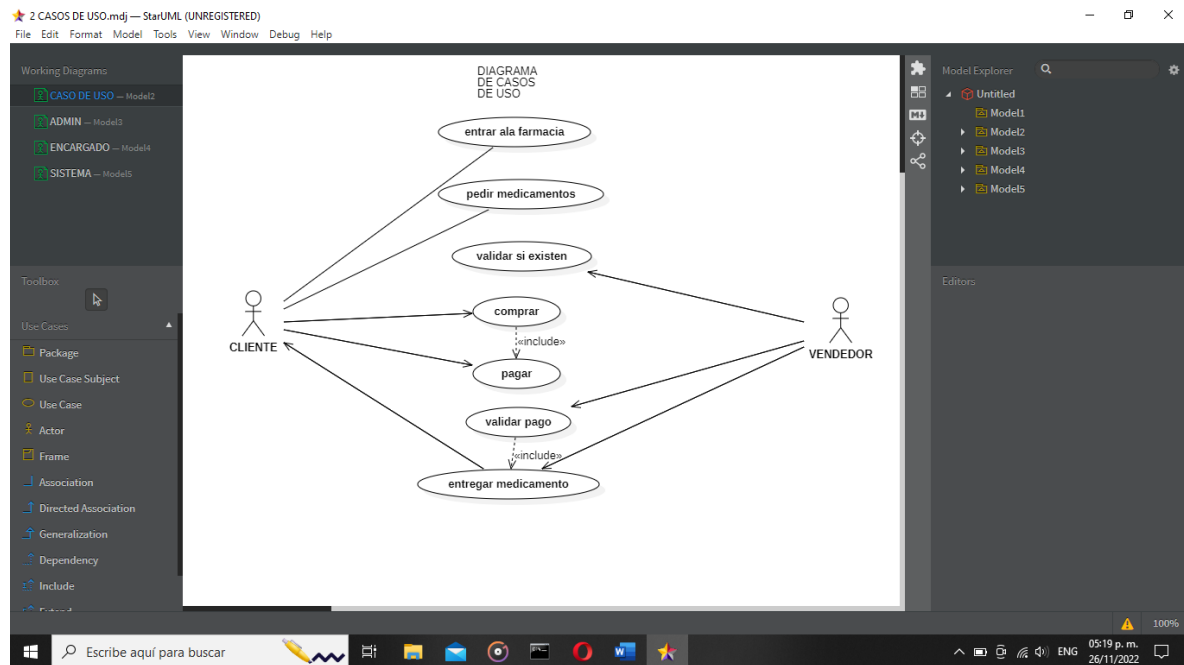 2 CASOS DE USO.mdj — StarUML (UNREGISTERED)
File Edit Format Model Tools View Window Debug Help
Working Diagrams
CASO DE USO — Model2
ADMIN — Model3
ENCARGADO — Model4
SISTEMA — Model5
Toolbox
Use Cases
Package
Use Case Subject
Use Case
Actor
Frame
Association
Directed Association
Generalization
Dependency
Include
Extend
DIAGRAMA
DE CASOS
DE USO
entrar ala farmacia
pedir medicamentos
validar si existen
comprar
«include»
pagar
validar pago
«include»
entregar medicamento
CLIENTE
VENDEDOR
Model Explorer
Untitled
Model1
Model2
Model3
Model4
Model5
Editors
100%
Escribe aquí para buscar
ENG
05:19 p. m.
26/11/2022